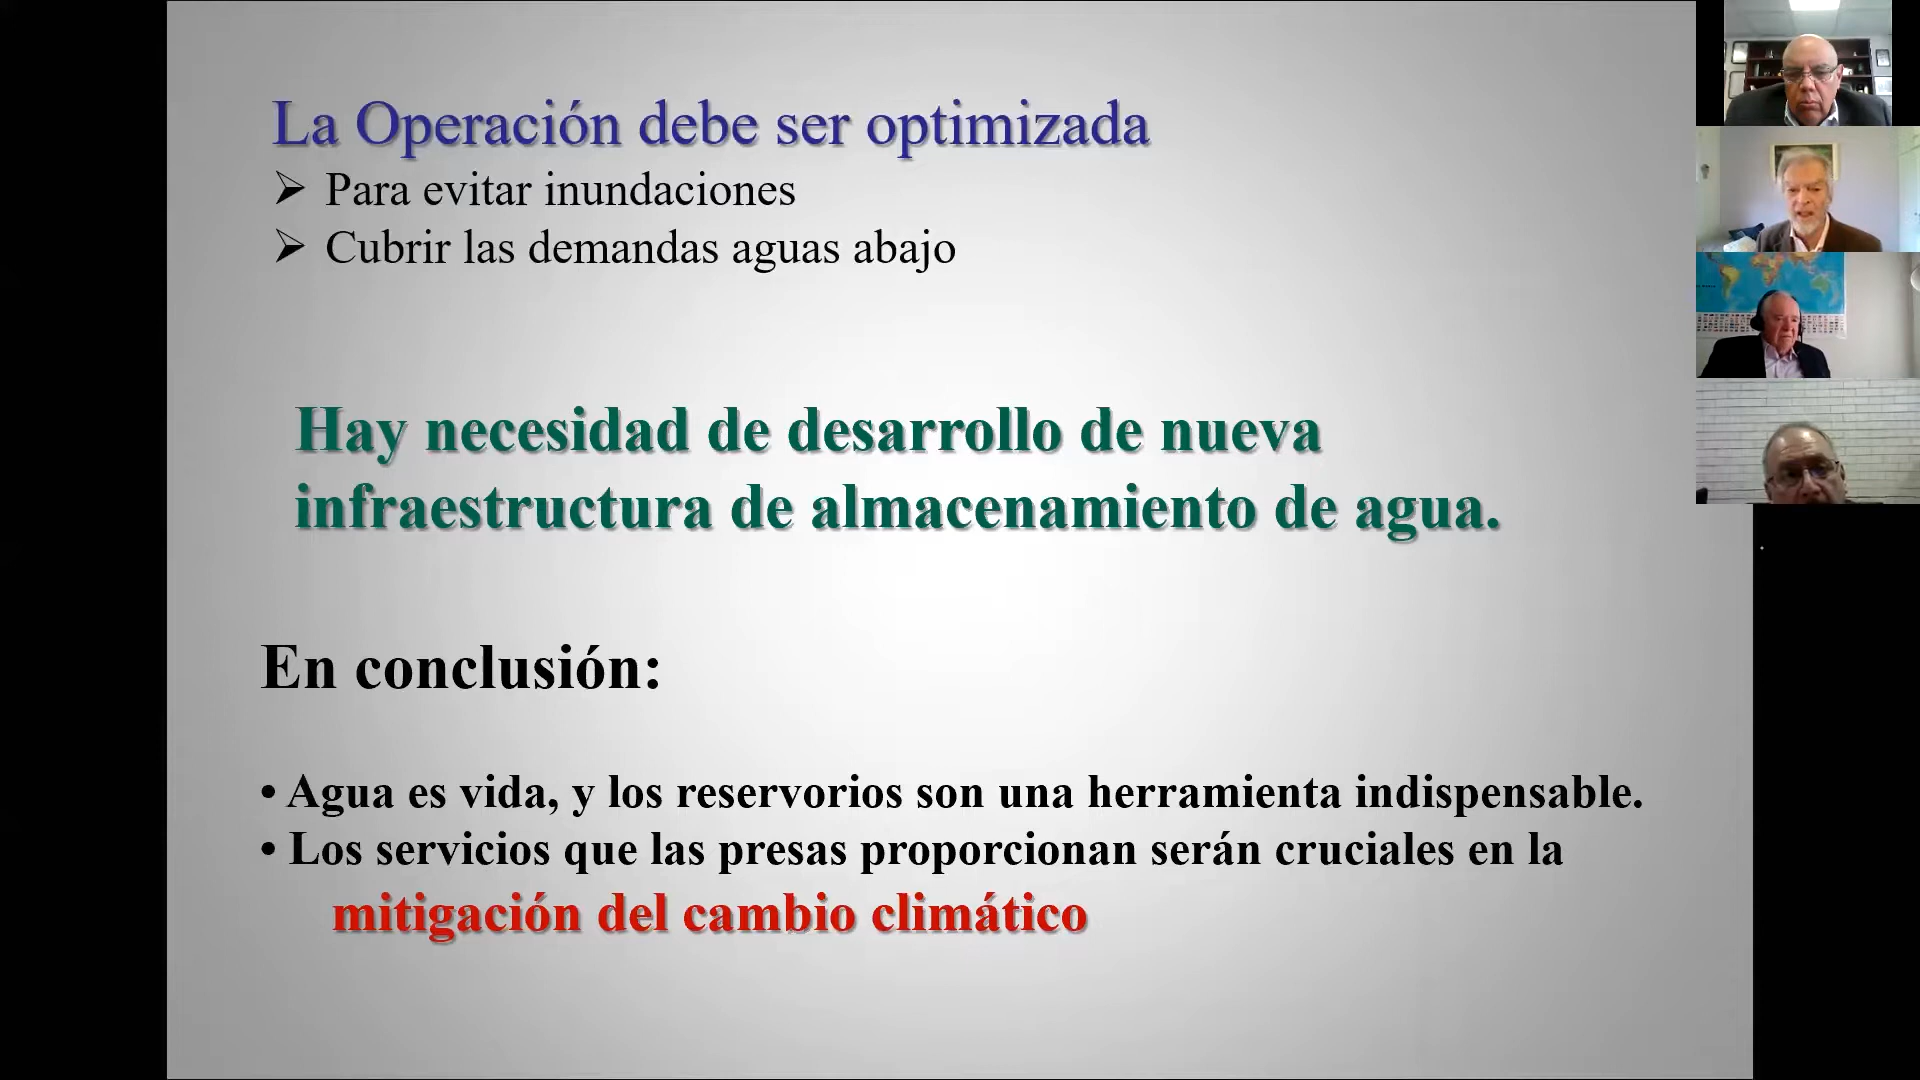 La Operación debe ser optimizada
➢ Para evitar inundaciones
➢ Cubrir las demandas aguas abajo
Hay necesidad de desarrollo de nueva
infraestructura de almacenamiento de agua.
En conclusión:
• Agua es vida, y los reservorios son una herramienta indispensable.
• Los servicios que las presas proporcionan serán cruciales en la
mitigación del cambio climático